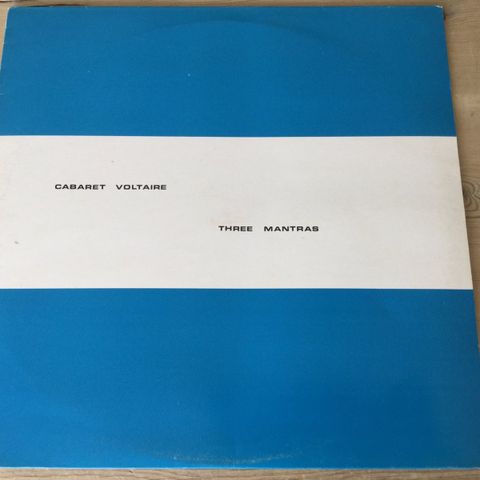 CABARET VOLTAIRE
THREE MANTRAS